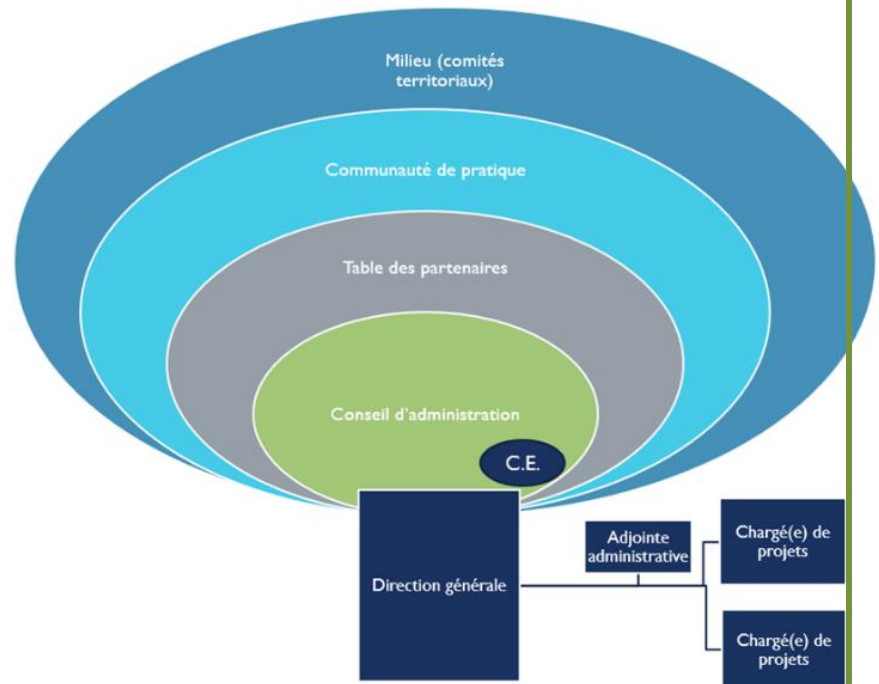 Milieu (comités
territoriaux)
Communauté de pratique
Table des partenaires
Conseil d'administration
C.E.
Direction générale
Adjointe
administrative
Chargé(e) de
projets
Chargé(e) de
projets